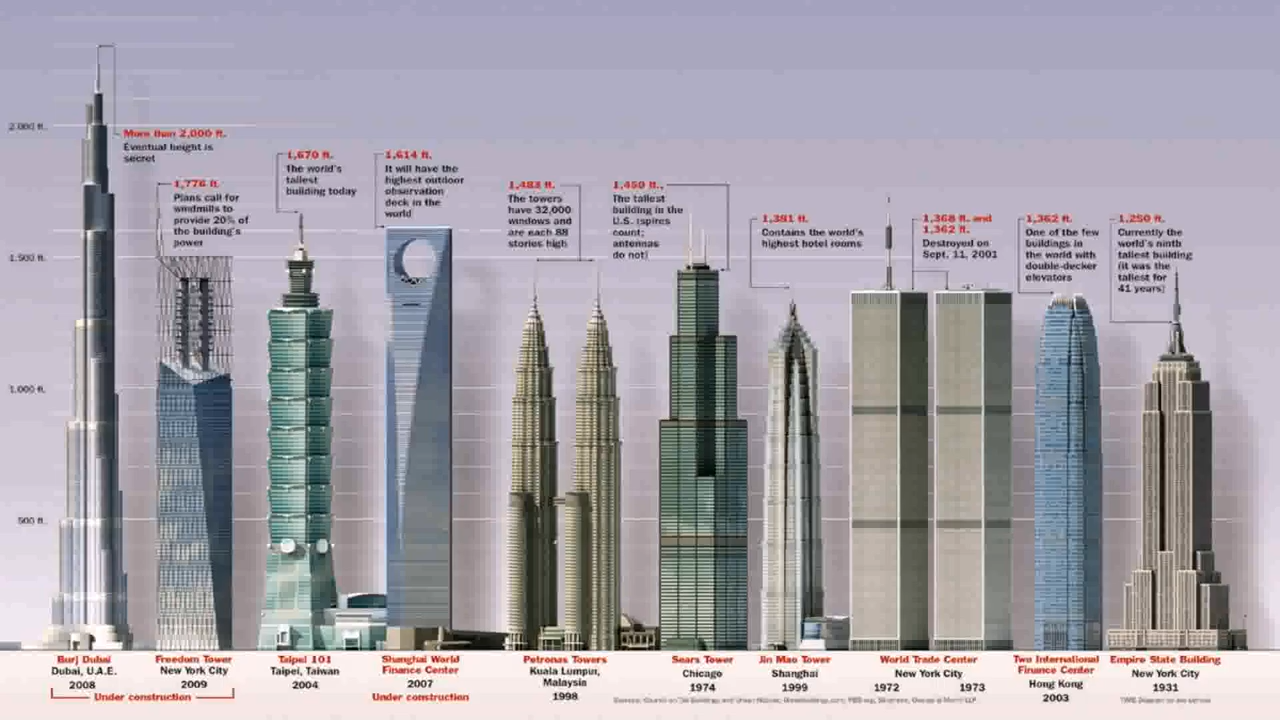 2,000 ft.
1,500 ft.
1,000 ft.
500 ft.
More than 2,000 ft.
Eventual height is
secret
1,776 ft.
Plans call for
windmills to
provide 20% of
the building's
power
1,670 ft.
The world's
tallest
building today
1,614 ft.
It will have the
highest outdoor
observation
deck in the
world
1,483 ft.
The towers
have 32,000
windows and
are each 88
stories high
1,450 ft.,
The tallest
building in the
U.S. (spires
count;
antennas
do not)
1,381 ft.
Contains the world's
highest hotel rooms
1,368 ft. and
1,362 ft.
Destroyed on
Sept. 11, 2001
1,362 ft.
One of the few
buildings in
the world with
double-decker
elevators
1,250 ft.
Currently the
world's ninth
tallest building
(it was the
tallest for
41 years)
Burj Dubai
Dubai, U.A.E.
2008
Freedom Tower
New York City
2009
Under construction
Taipei 101
Taipei, Taiwan
2004
Shanghai World
Finance Center
2007
Under construction
Petronas Towers
Kuala Lumpur,
Malaysia
1998
Sears Tower
Chicago
1974
Jin Mao Tower
Shanghai
1999
World Trade Center
New York City
1972 1973
Two International
Finance Center
Hong Kong
2003
Empire State Building
New York City
1931